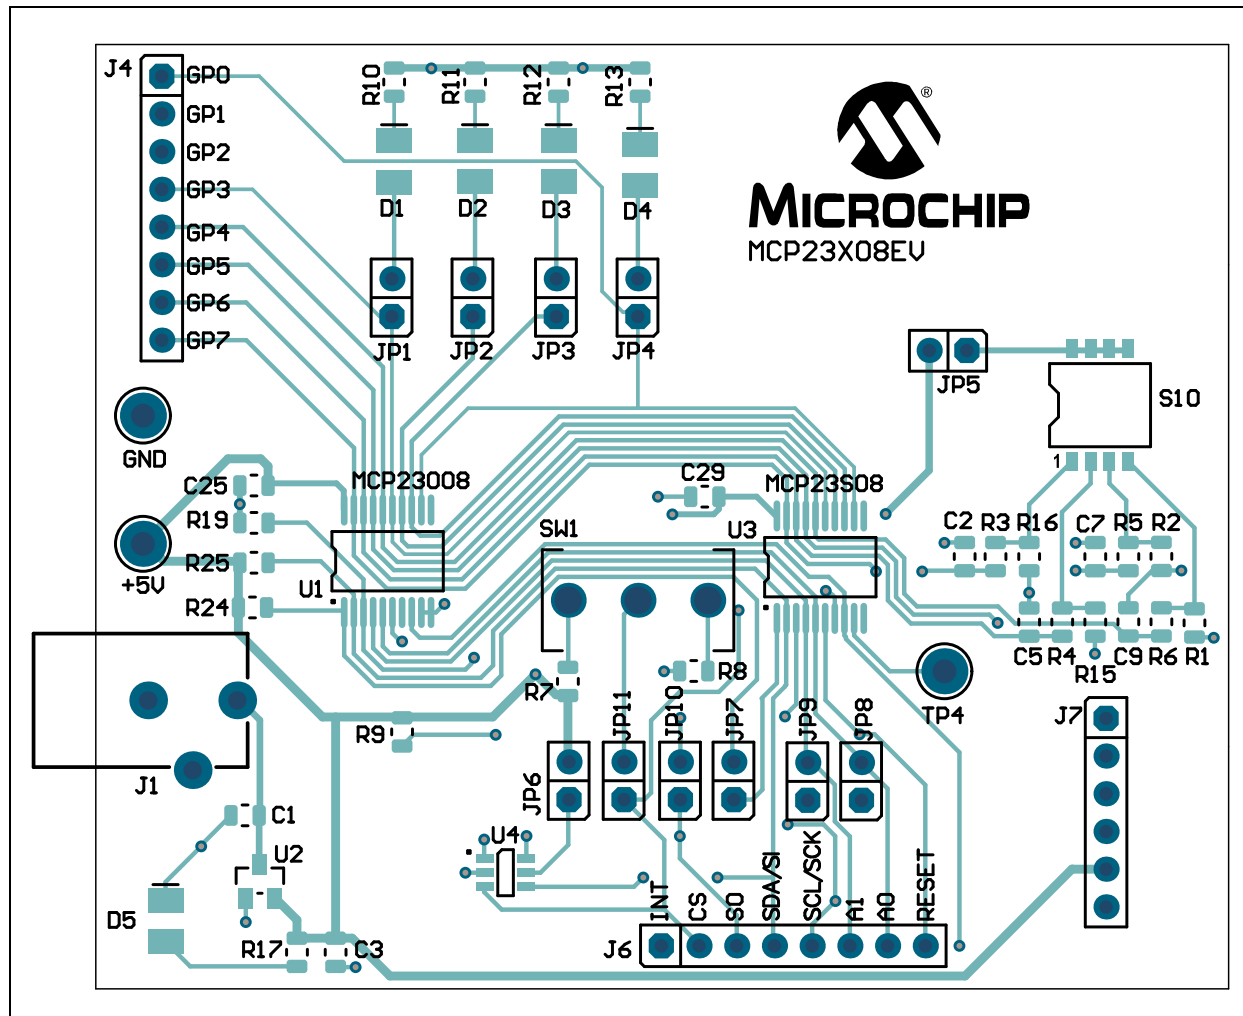 J4
GP0
GP1
GP2
GP3
GP4
GP5
GP6
GP7
R10
R11
R12
R13
D1
D2
D3
D4
JP1
JP2
JP3
JP4
®
MICROCHIP
MCP23X08EV
JP5
S10
1
GND
+5V
C25
R19
R25
R24
MCP23008
U1
C29
MCP23S08
U3
SW1
C2
R3
R16
C7
R5
R2
C5
R4
R15
C9
R6
R1
R7
R8
R9
JP6
JP11
JP10
JP7
JP9
JP8
TP4
J7
J1
C1
U2
D5
R17
C3
U4
J6
INT
CS
SO
SDA/SI
SCL/SCK
A1
A0
RESET